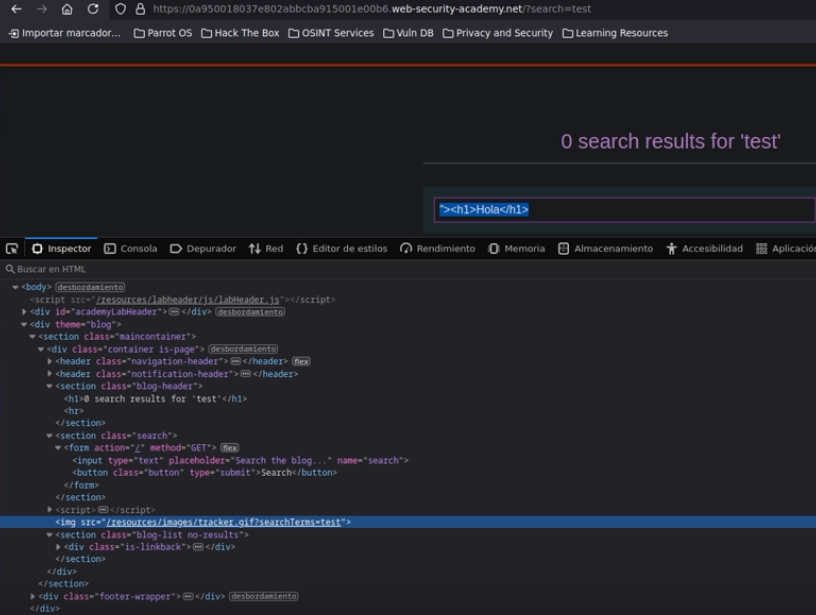 https://0a950018037e802abbcba915001e00b6.web-security-academy.net/?search=test
Importar marcador... Parrot OS Hack The Box OSINT Services Vuln DB Privacy and Security Learning Resources
0 search results for 'test'
"><h1>Hola</h1>
Inspector Consola Depurador Red Editor de estilos Rendimiento Memoria Almacenamiento Accesibilidad Aplicación
Buscar en HTML
<body> desbordamiento
<script src="/resources/labheader/js/labHeader.js"></script>
<div id="academyLabHeader"></div> desbordamiento
<div theme="blog">
<section class="maincontainer">
<div class="container is-page"> desbordamiento
<header class="navigation-header"></header> flex
<header class="notification-header"></header>
<section class="blog-header">
<h1>0 search results for 'test'</h1>
<hr>
</section>
<section class="search">
<form action="/" method="GET"> flex
<input type="text" placeholder="Search the blog..." name="search">
<button class="button" type="submit">Search</button>
</form>
</section>
<script></script>
<img src="/resources/images/tracker.gif?searchTerms=test">
<section class="blog-list no-results">
<div class="is-linkback"></div>
</section>
</div>
</section>
<div class="footer-wrapper"></div> desbordamiento
</div>